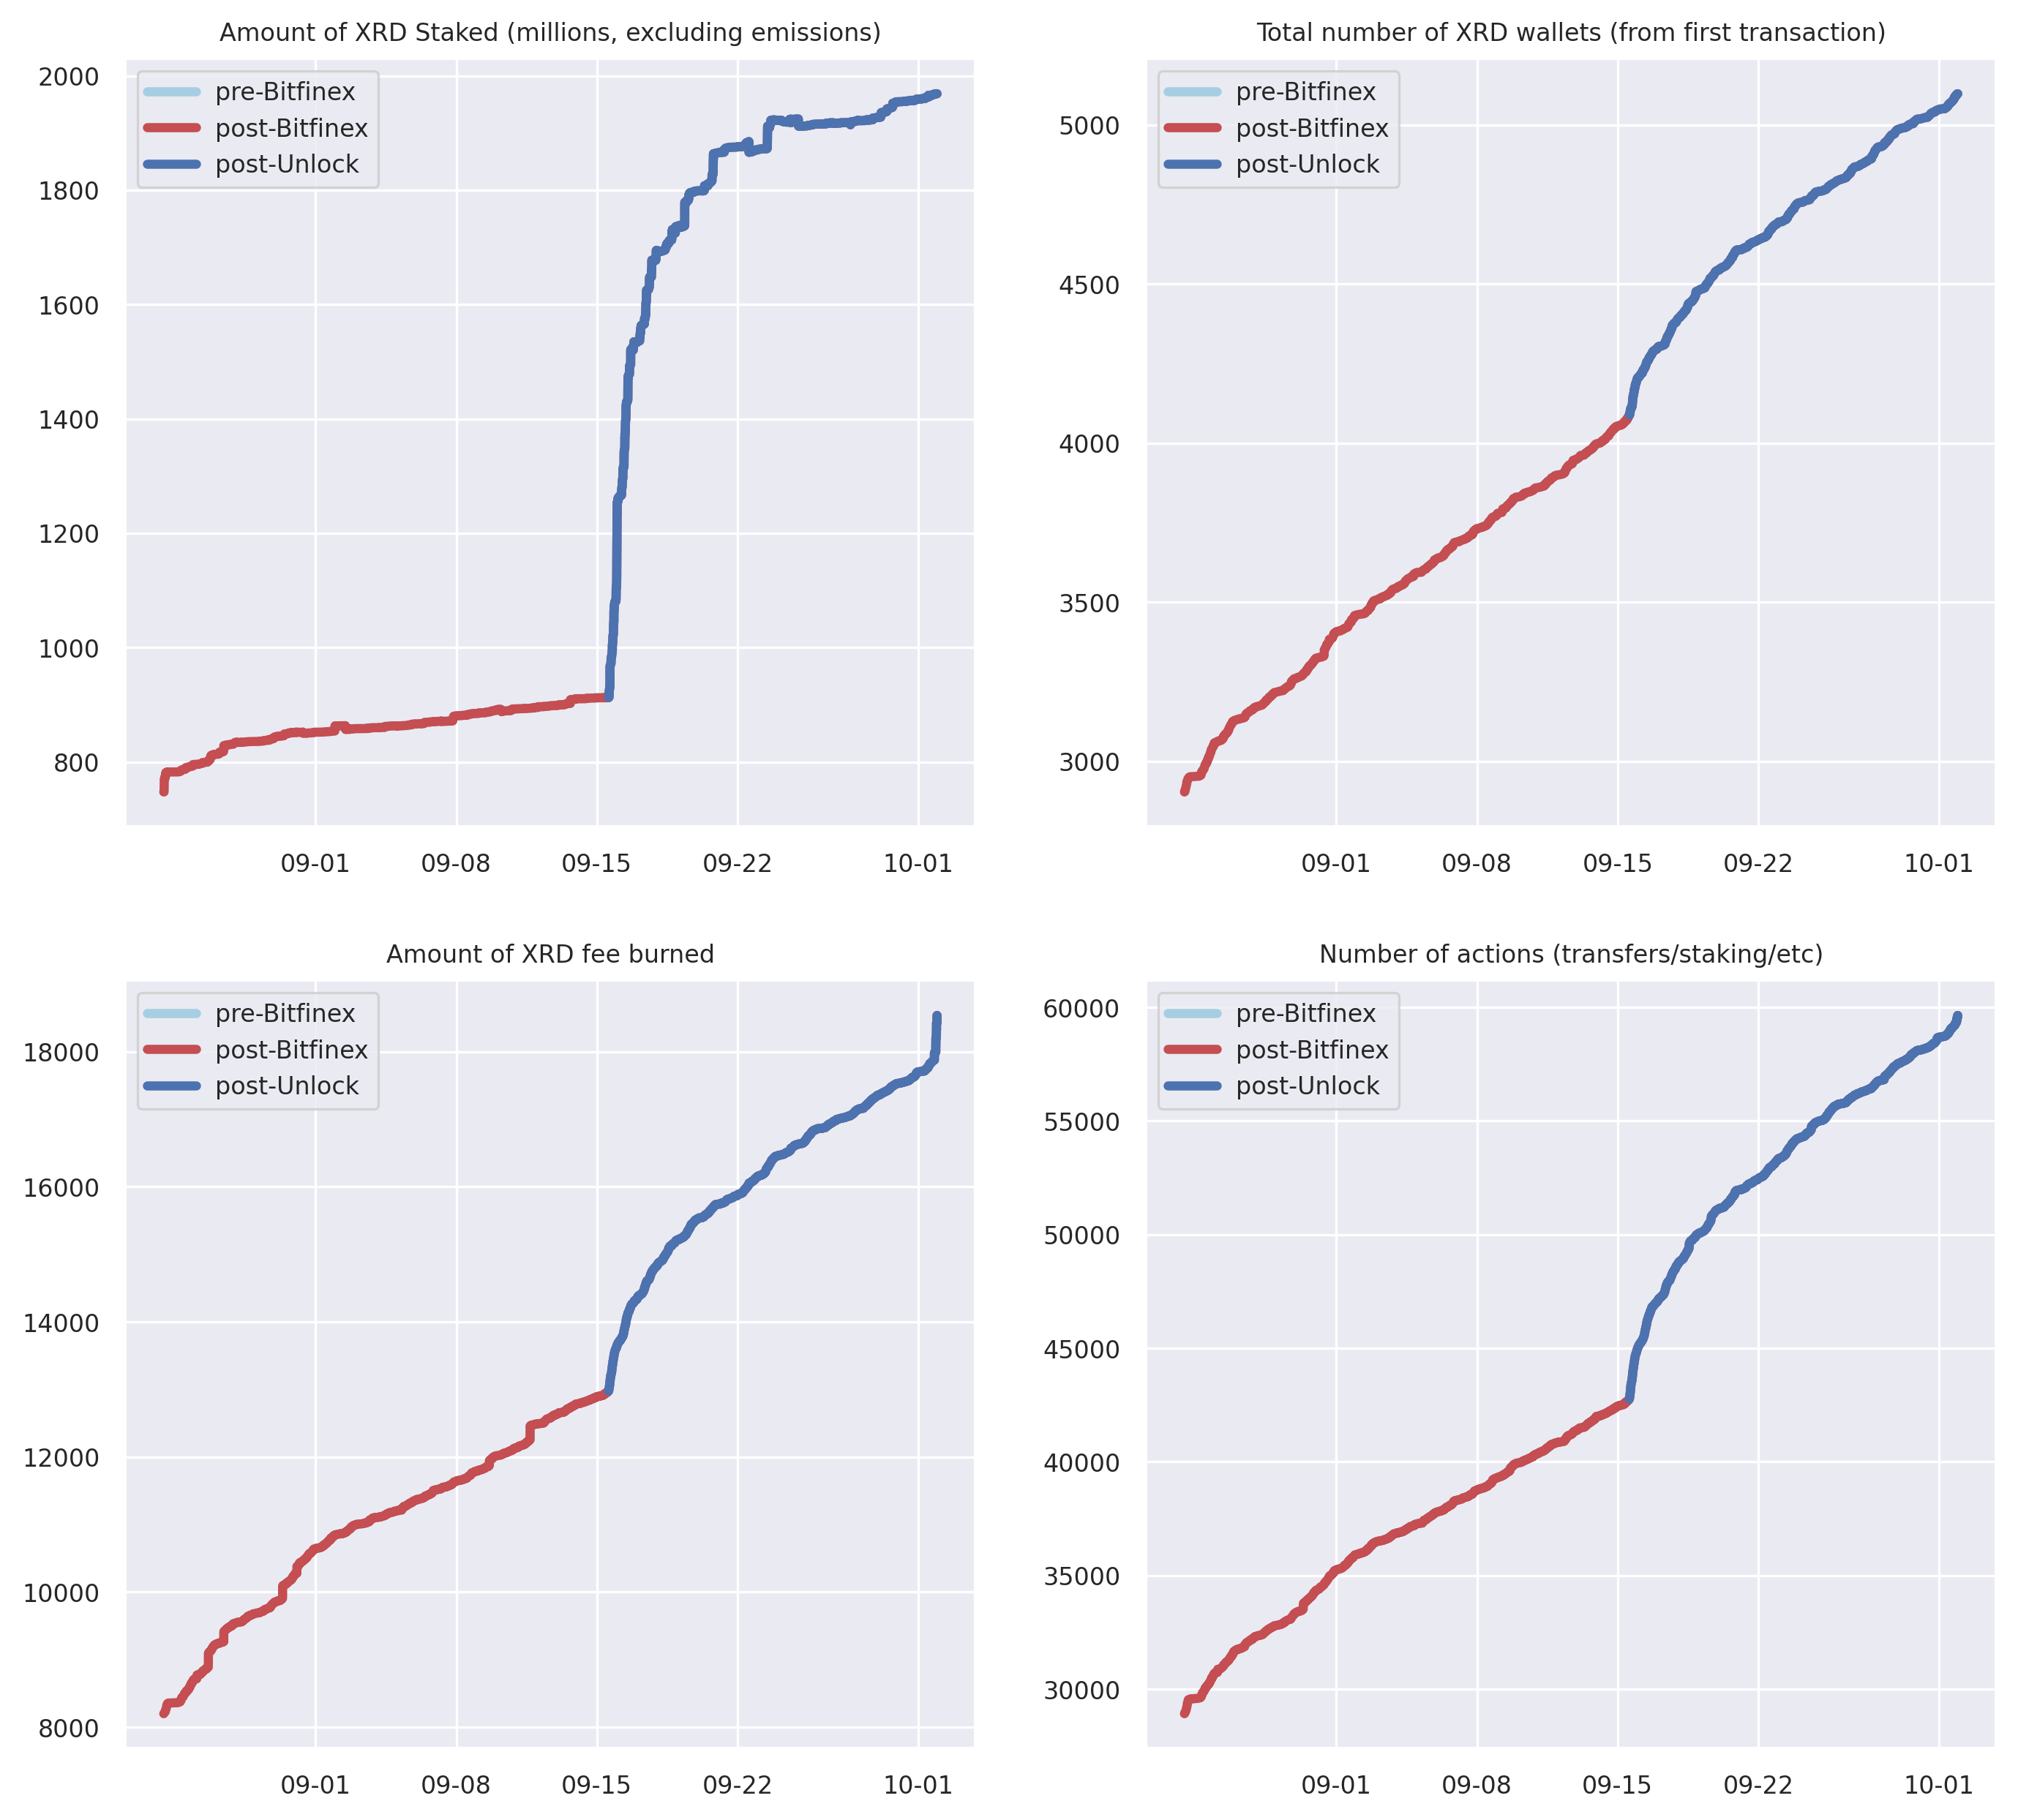 Amount of XRD Staked (millions, excluding emissions)
2000
1800
1600
1400
1200
1000
800
pre-Bitfinex
post-Bitfinex
post-Unlock
09-01 09-08 09-15 09-22 10-01
Total number of XRD wallets (from first transaction)
5000
4500
4000
3500
3000
pre-Bitfinex
post-Bitfinex
post-Unlock
09-01 09-08 09-15 09-22 10-01
Amount of XRD fee burned
18000
16000
14000
12000
10000
8000
pre-Bitfinex
post-Bitfinex
post-Unlock
09-01 09-08 09-15 09-22 10-01
Number of actions (transfers/staking/etc)
60000
55000
50000
45000
40000
35000
30000
pre-Bitfinex
post-Bitfinex
post-Unlock
09-01 09-08 09-15 09-22 10-01